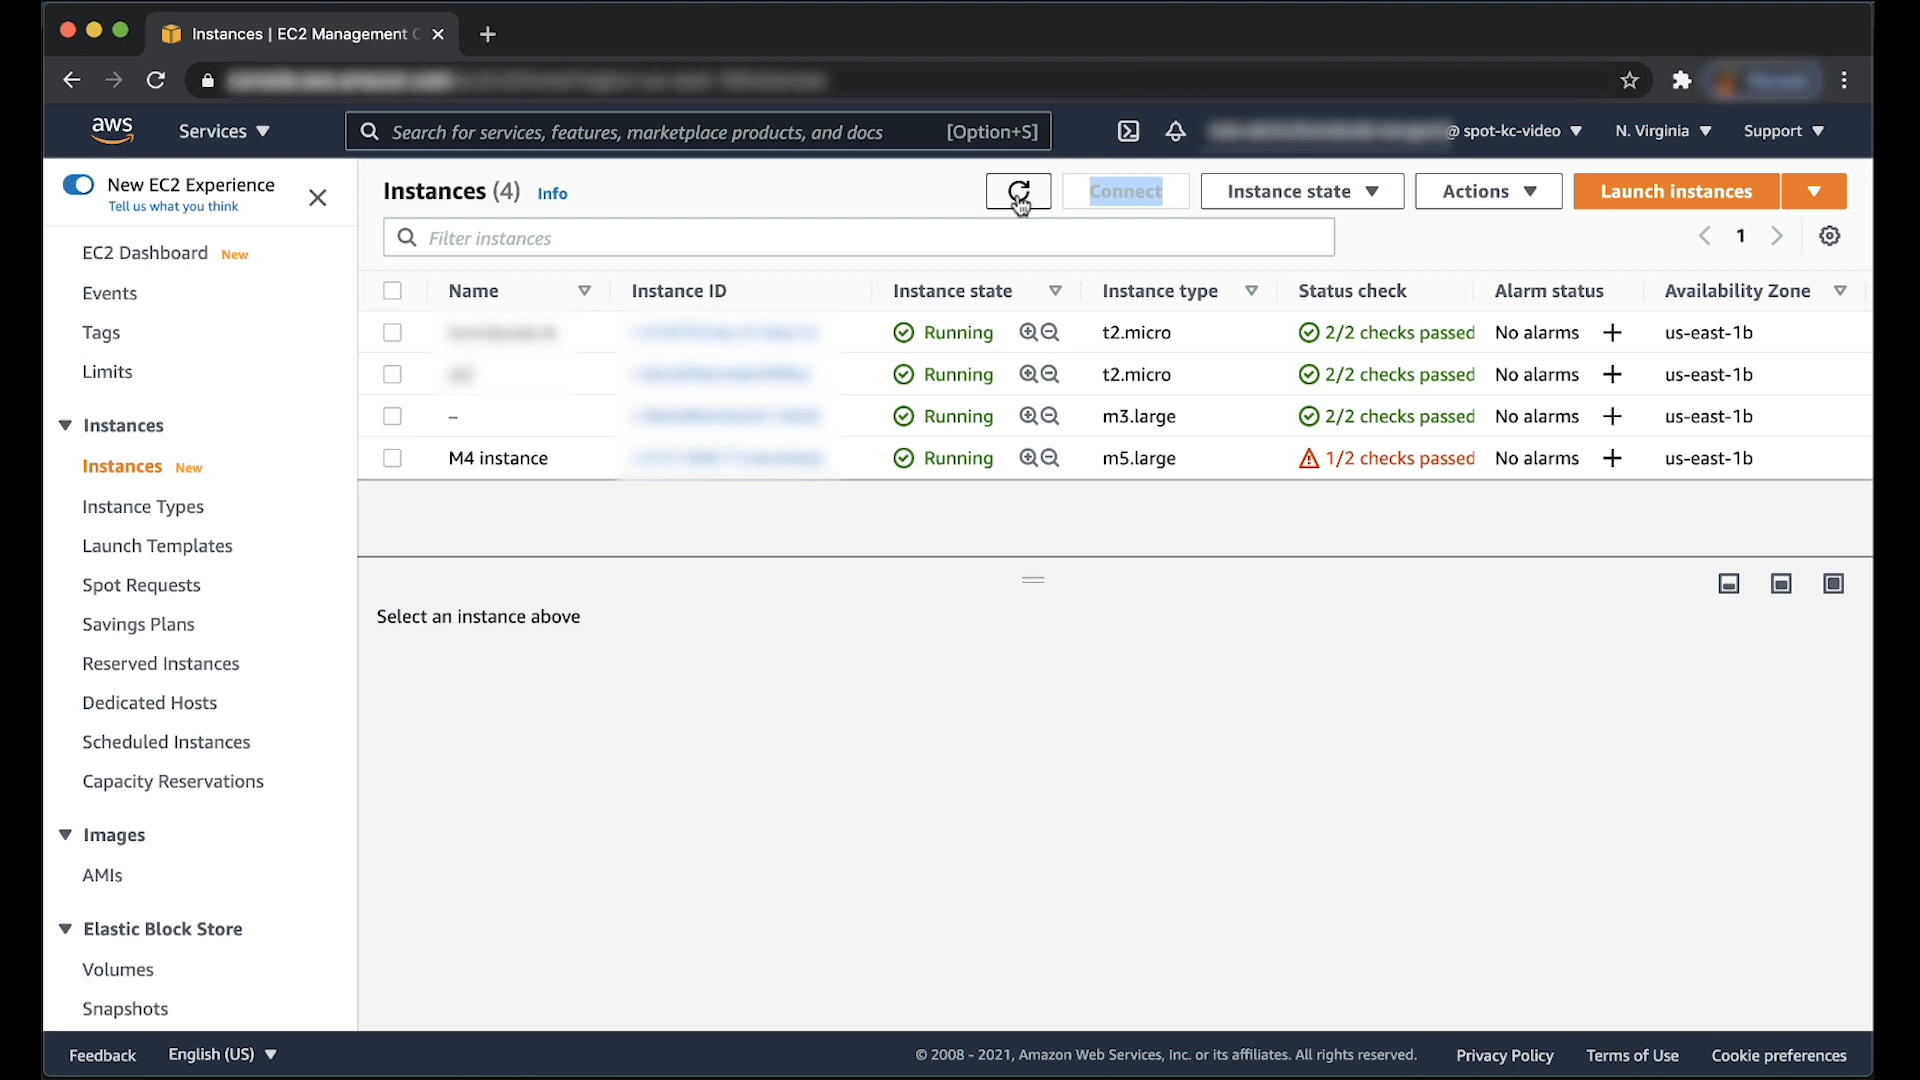 Instances | EC2 Management C
aws
Services
Search for services, features, marketplace products, and docs [Option+S]
@ spot-kc-video
N. Virginia
Support
New EC2 Experience
Tell us what you think
EC2 Dashboard New
Events
Tags
Limits
Instances
Instances New
Instance Types
Launch Templates
Spot Requests
Savings Plans
Reserved Instances
Dedicated Hosts
Scheduled Instances
Capacity Reservations
Images
AMIs
Elastic Block Store
Volumes
Snapshots
Instances (4) Info
Connect
Instance state
Actions
Launch instances
Filter instances
1
Name Instance ID Instance state Instance type Status check Alarm status Availability Zone
Running t2.micro 2/2 checks passed No alarms + us-east-1b
Running t2.micro 2/2 checks passed No alarms + us-east-1b
– Running m3.large 2/2 checks passed No alarms + us-east-1b
M4 instance Running m5.large 1/2 checks passed No alarms + us-east-1b
Select an instance above
Feedback English (US) © 2008 - 2021, Amazon Web Services, Inc. or its affiliates. All rights reserved. Privacy Policy Terms of Use Cookie preferences